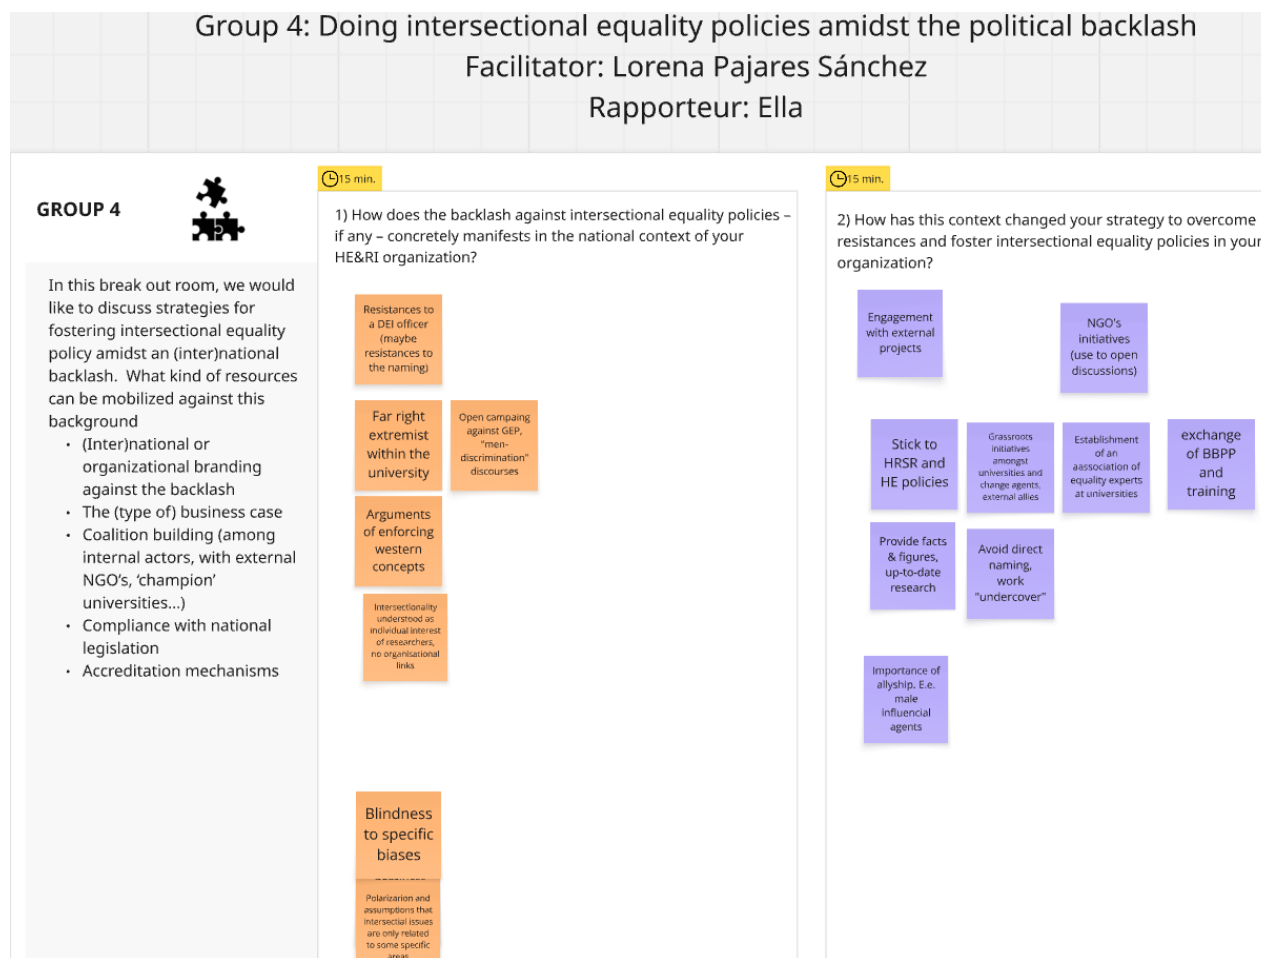 Group 4: Doing intersectional equality policies amidst the political backlash
Facilitator: Lorena Pajares Sánchez
Rapporteur: Ella
GROUP 4
In this break out room, we would
like to discuss strategies for
fostering intersectional equality
policy amidst an (inter)national
backlash.  What kind of resources
can be mobilized against this
background
• (Inter)national or
organizational branding
against the backlash
• The (type of) business case
• Coalition building (among
internal actors, with external
NGO's, ‘champion’
universities...)
• Compliance with national
legislation
• Accreditation mechanisms
15 min.
1) How does the backlash against intersectional equality policies –
if any – concretely manifests in the national context of your
HE&RI organization?
Resistances to
a DEI officer
(maybe
resistances to
the naming)
Far right
extremist
within the
university
Open campaing
against GEP,
"men-
discrimination"
discourses
Arguments
of enforcing
western
concepts
Intersectionality
understood as
individual interest
of researchers,
no organisational
links
Blindness
to specific
biases
Polarizarion and
assumptions that
intersectial issues
are only related
to some specific
areas
15 min.
2) How has this context changed your strategy to overcome
resistances and foster intersectional equality policies in your
organization?
Engagement
with external
projects
NGO's
initiatives
(use to open
discussions)
Stick to
HRSR and
HE policies
Grassroots
initiatives
amongst
universities and
change agents,
external allies
Establishment
of an
aassociation of
equality experts
at universities
exchange
of BBPP
and
training
Provide facts
& figures,
up-to-date
research
Avoid direct
naming,
work
"undercover"
Importance of
allyship. E.e.
male
influencial
agents